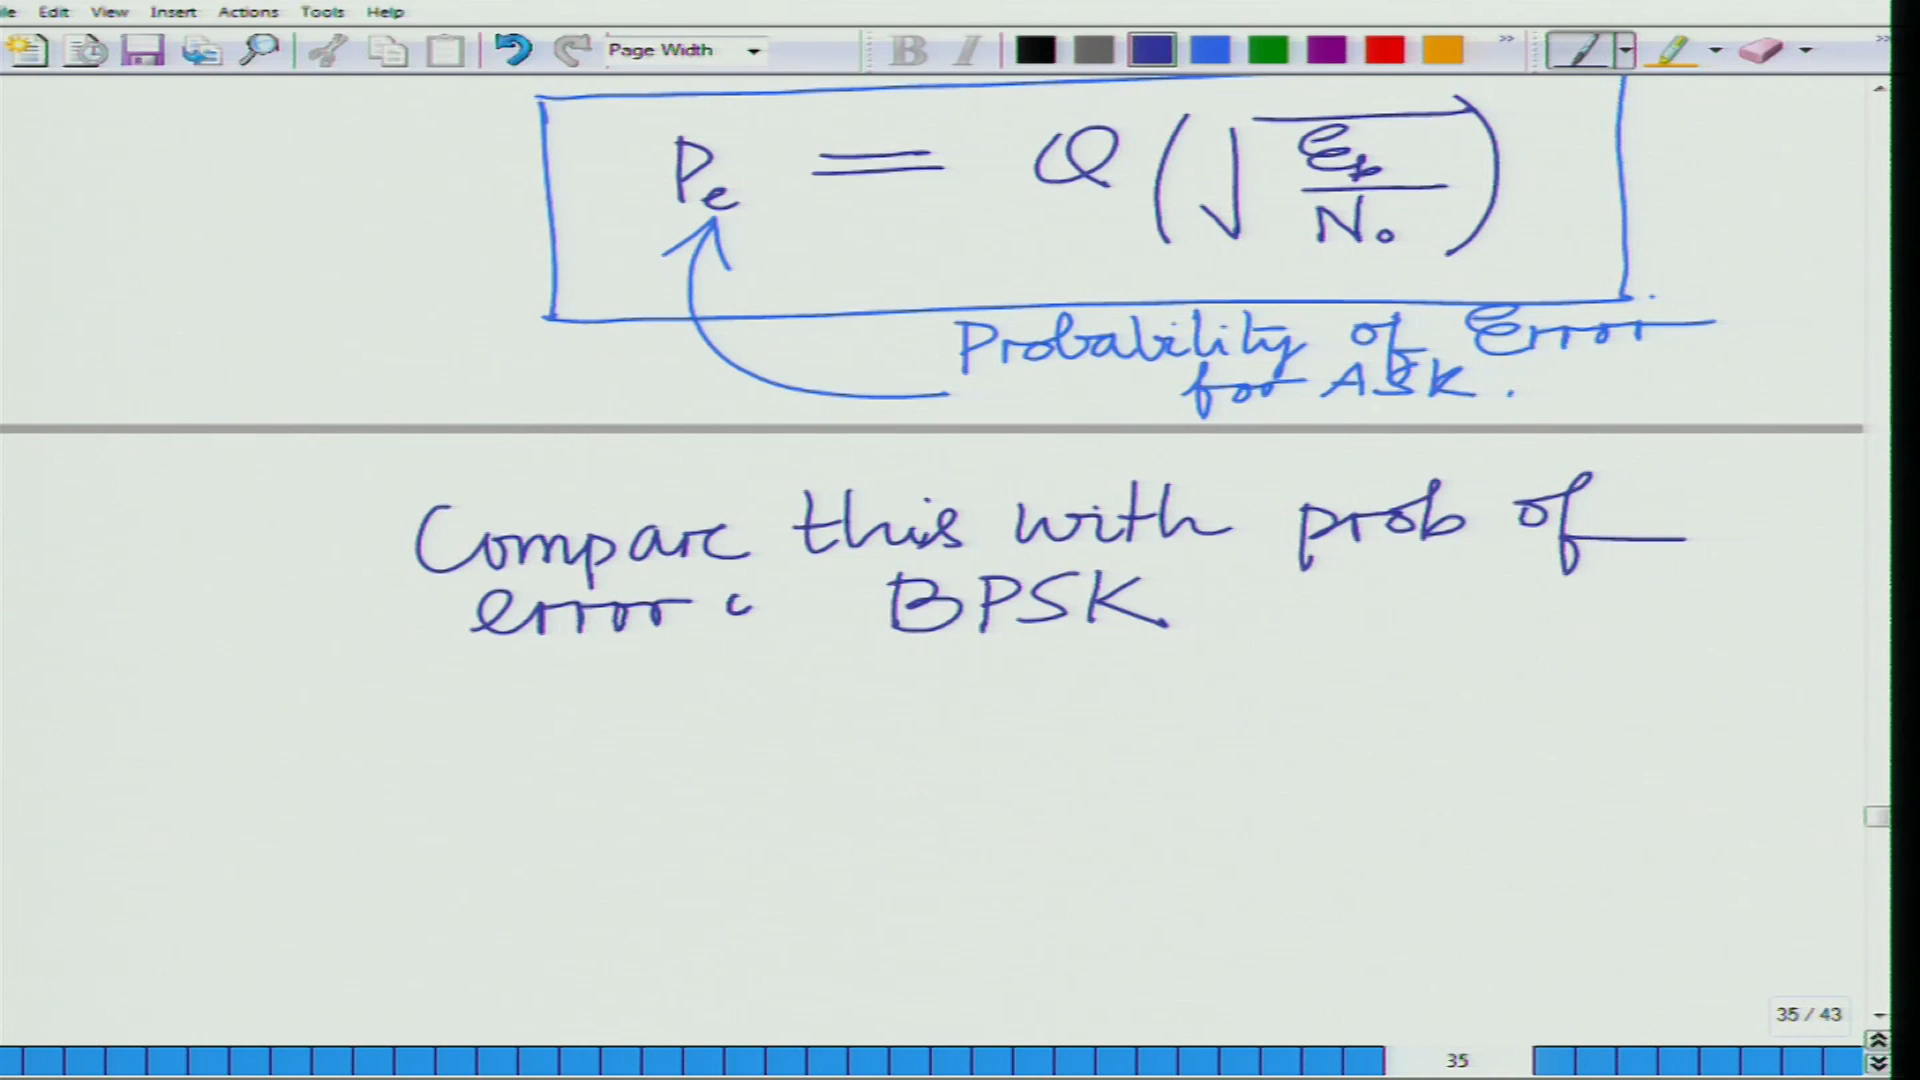 Edit View Insert Actions Tools Help
Page Width
B I
Pe = Q(√(Eb/N₀))
Probability of Error
for ASK.
Compare this with prob of
error BPSK.
35 / 43
35